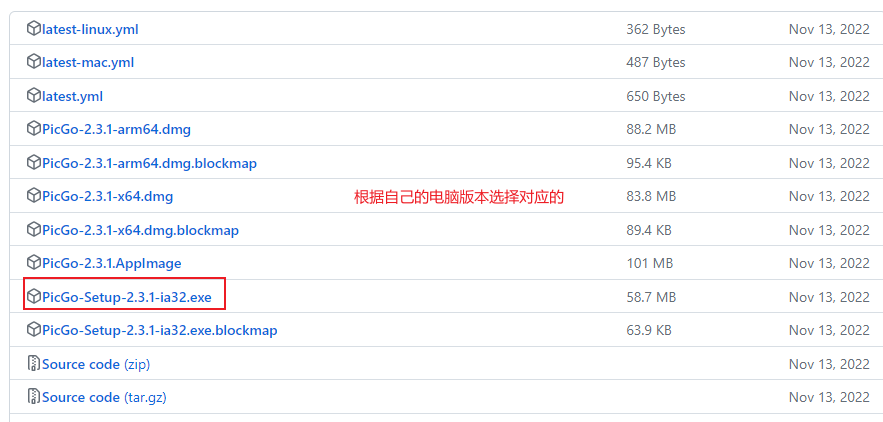 latest-linux.yml 362 Bytes Nov 13, 2022
latest-mac.yml 487 Bytes Nov 13, 2022
latest.yml 650 Bytes Nov 13, 2022
PicGo-2.3.1-arm64.dmg 88.2 MB Nov 13, 2022
PicGo-2.3.1-arm64.dmg.blockmap 95.4 KB Nov 13, 2022
PicGo-2.3.1-x64.dmg 根据自己的电脑版本选择对应的 83.8 MB Nov 13, 2022
PicGo-2.3.1-x64.dmg.blockmap 89.4 KB Nov 13, 2022
PicGo-2.3.1.AppImage 101 MB Nov 13, 2022
PicGo-Setup-2.3.1-ia32.exe 58.7 MB Nov 13, 2022
PicGo-Setup-2.3.1-ia32.exe.blockmap 63.9 KB Nov 13, 2022
Source code (zip) Nov 13, 2022
Source code (tar.gz) Nov 13, 2022